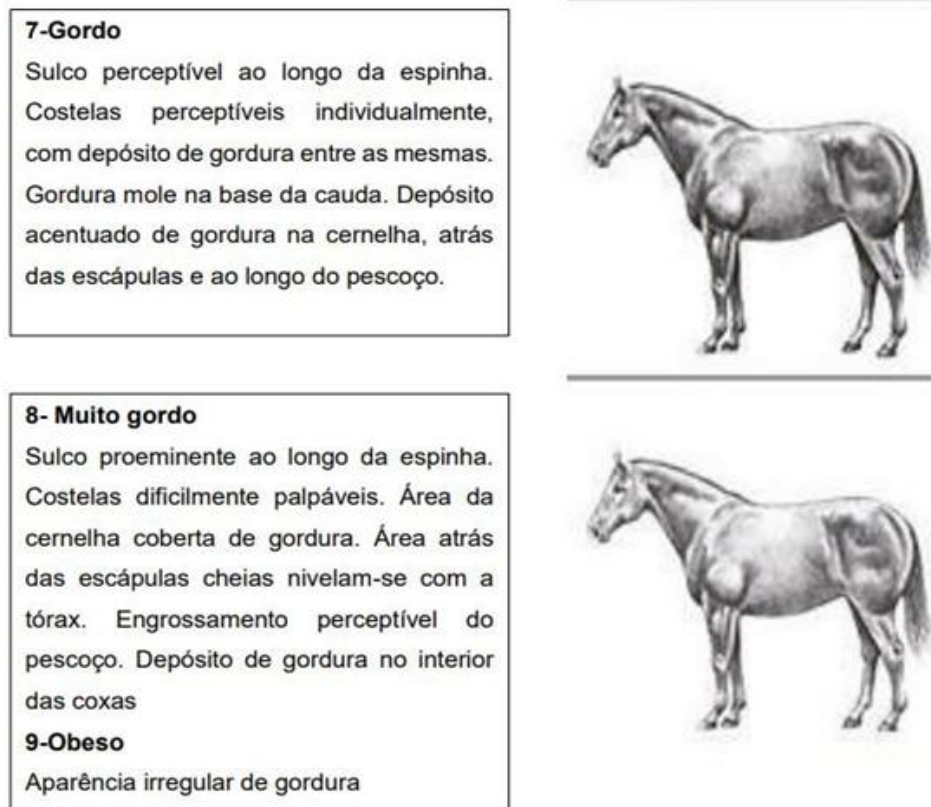 7-Gordo
Sulco perceptível ao longo da espinha.
Costelas perceptíveis individualmente,
com depósito de gordura entre as mesmas.
Gordura mole na base da cauda. Depósito
acentuado de gordura na cernelha, atrás
das escápulas e ao longo do pescoço.
8- Muito gordo
Sulco proeminente ao longo da espinha.
Costelas dificilmente palpáveis. Área da
cernelha coberta de gordura. Área atrás
das escápulas cheias nivelam-se com a
tórax. Engrossamento perceptível do
pescoço. Depósito de gordura no interior
das coxas
9-Obeso
Aparência irregular de gordura